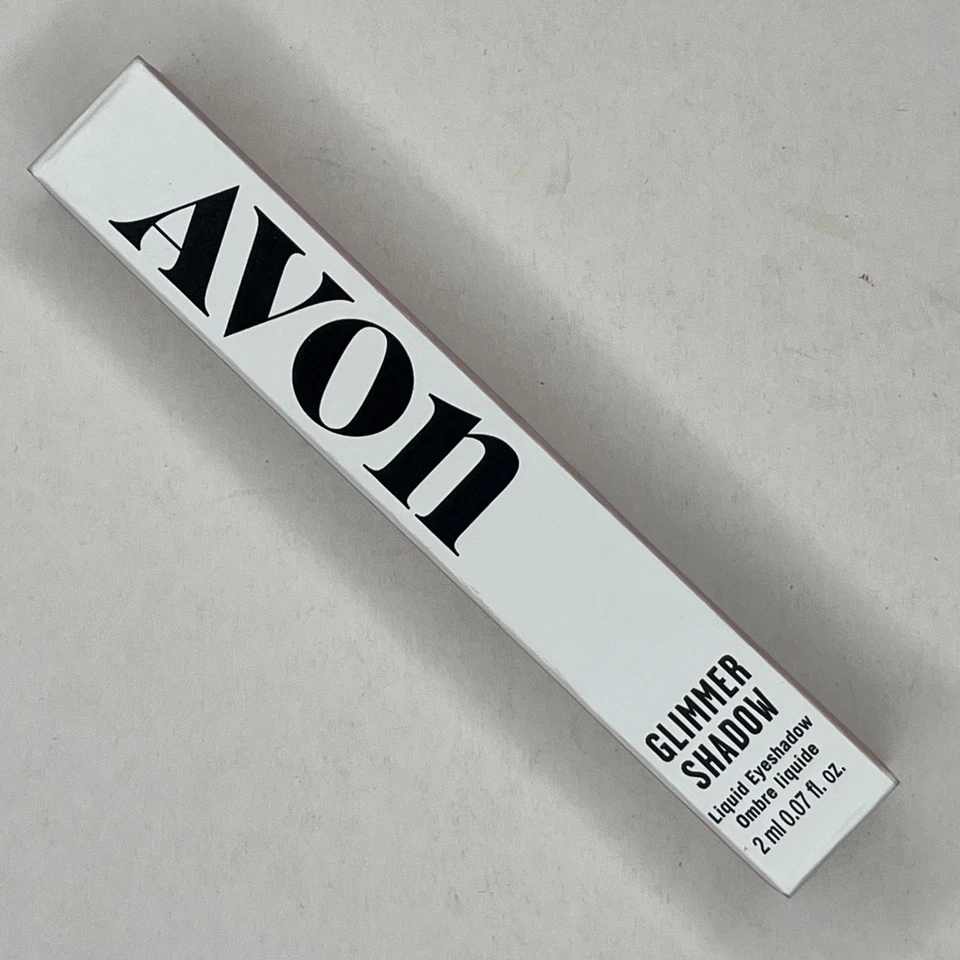 AVON
GLIMMER
SHADOW
Liquid Eyeshadow
Ombre liquide
2 ml 0.07 fl. oz.